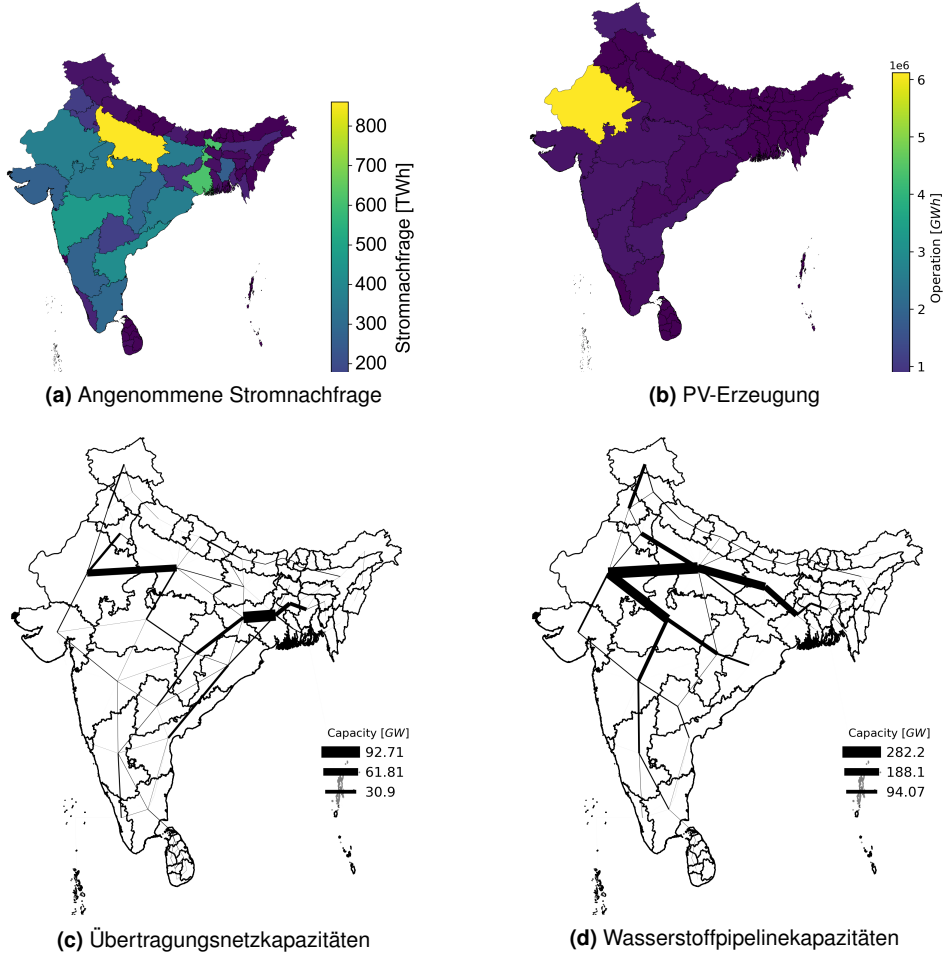 800
700
600
500
400
300
200
Stromnachfrage [TWh]
(a) Angenommene Stromnachfrage
1e6
6
5
4
3
2
1
Operation [GWh]
(b) PV-Erzeugung
Capacity [GW]
92.71
61.81
30.9
(c) Übertragungsnetzkapazitäten
Capacity [GW]
282.2
188.1
94.07
(d) Wasserstoffpipelinekapazitäten